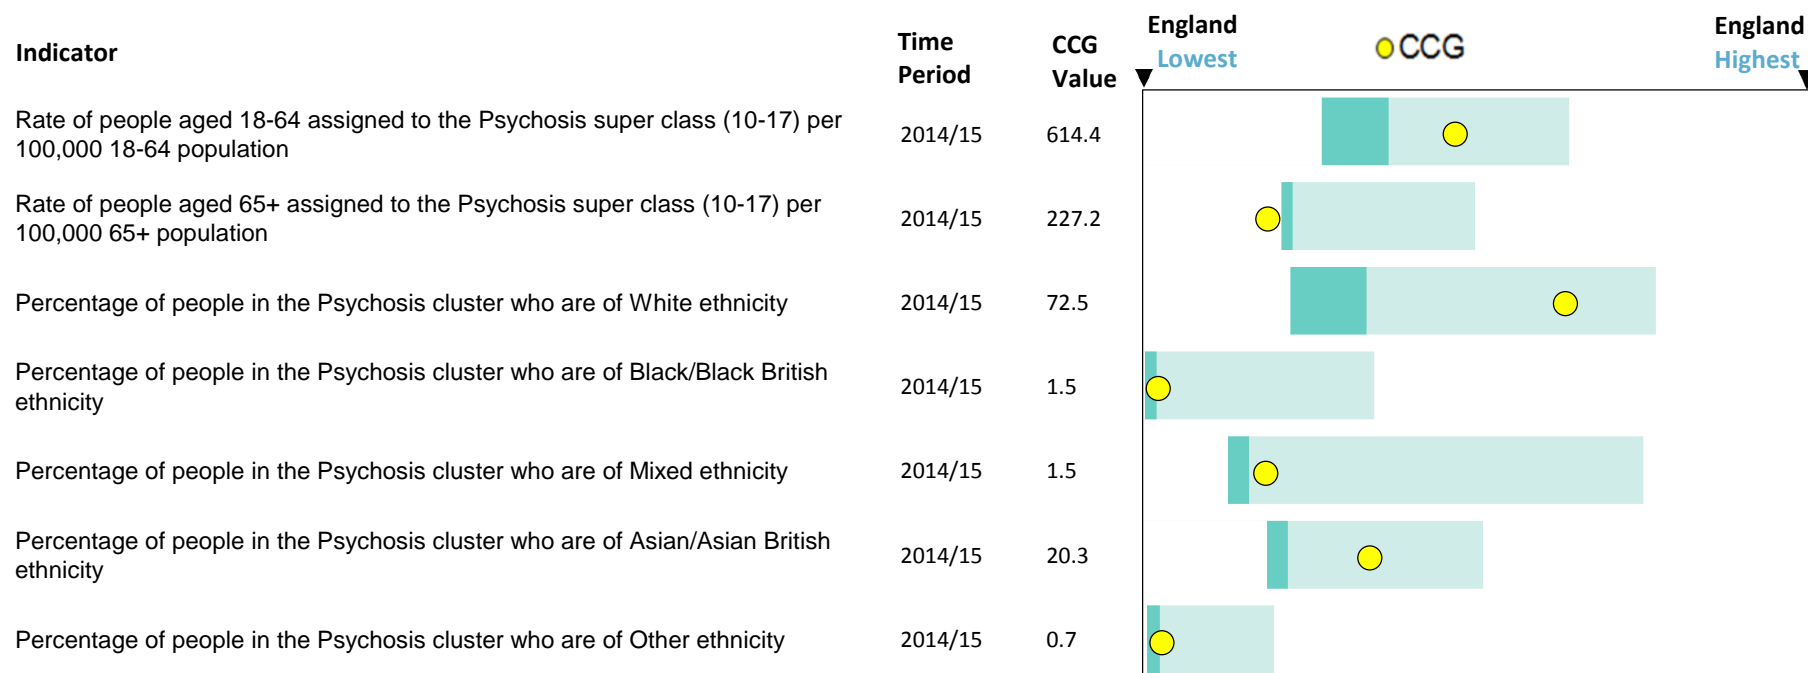 Indicator
Time
Period
CCG
Value
England
Lowest
CCG
England
Highest
Rate of people aged 18-64 assigned to the Psychosis super class (10-17) per
100,000 18-64 population
2014/15
614.4
Rate of people aged 65+ assigned to the Psychosis super class (10-17) per
100,000 65+ population
2014/15
227.2
Percentage of people in the Psychosis cluster who are of White ethnicity
2014/15
72.5
Percentage of people in the Psychosis cluster who are of Black/Black British
ethnicity
2014/15
1.5
Percentage of people in the Psychosis cluster who are of Mixed ethnicity
2014/15
1.5
Percentage of people in the Psychosis cluster who are of Asian/Asian British
ethnicity
2014/15
20.3
Percentage of people in the Psychosis cluster who are of Other ethnicity
2014/15
0.7